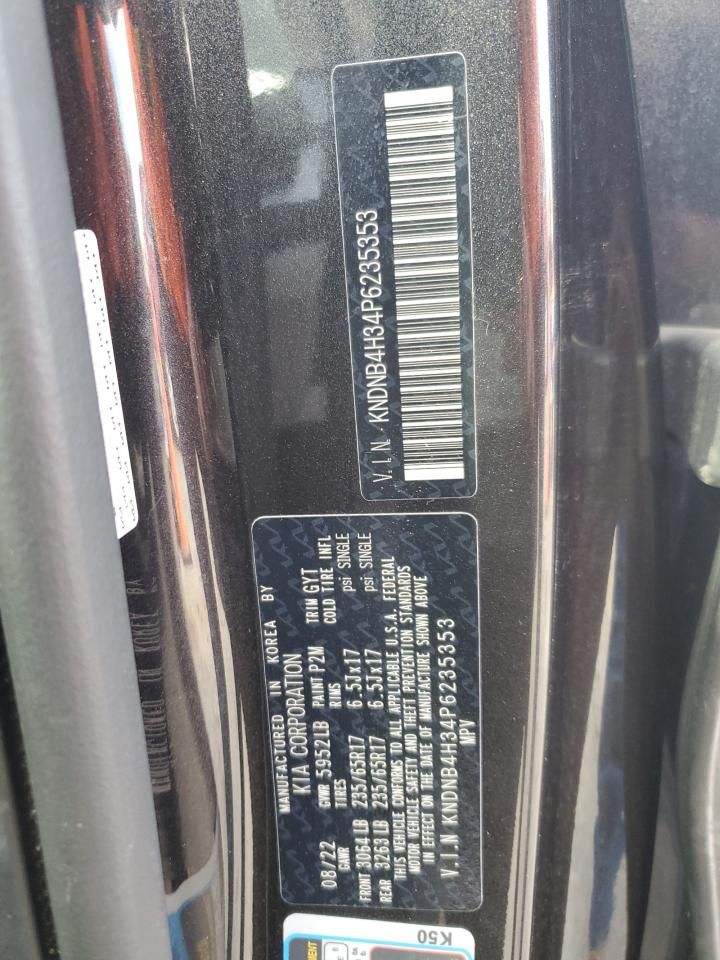 V.I.N. KNDNB4H34P6235353
MANUFACTURED IN KOREA BY
KIA CORPORATION
08/22 GVWR 5952LB PAINT P2M TRIM GYT
GAWR TIRES RIMS COLD TIRE INFL
FRONT 3064LB 235/65R17 6.5Jx17 psi/SINGLE
REAR 3263LB 235/65R17 6.5Jx17 psi SINGLE
THIS VEHICLE CONFORMS TO ALL APPLICABLE U.S.A. FEDERAL
MOTOR VEHICLE SAFETY AND THEFT PREVENTION STANDARDS
IN EFFECT ON THE DATE OF MANUFACTURE SHOWN ABOVE
V.I.N KNDNB4H34P6235353
MPV
K50